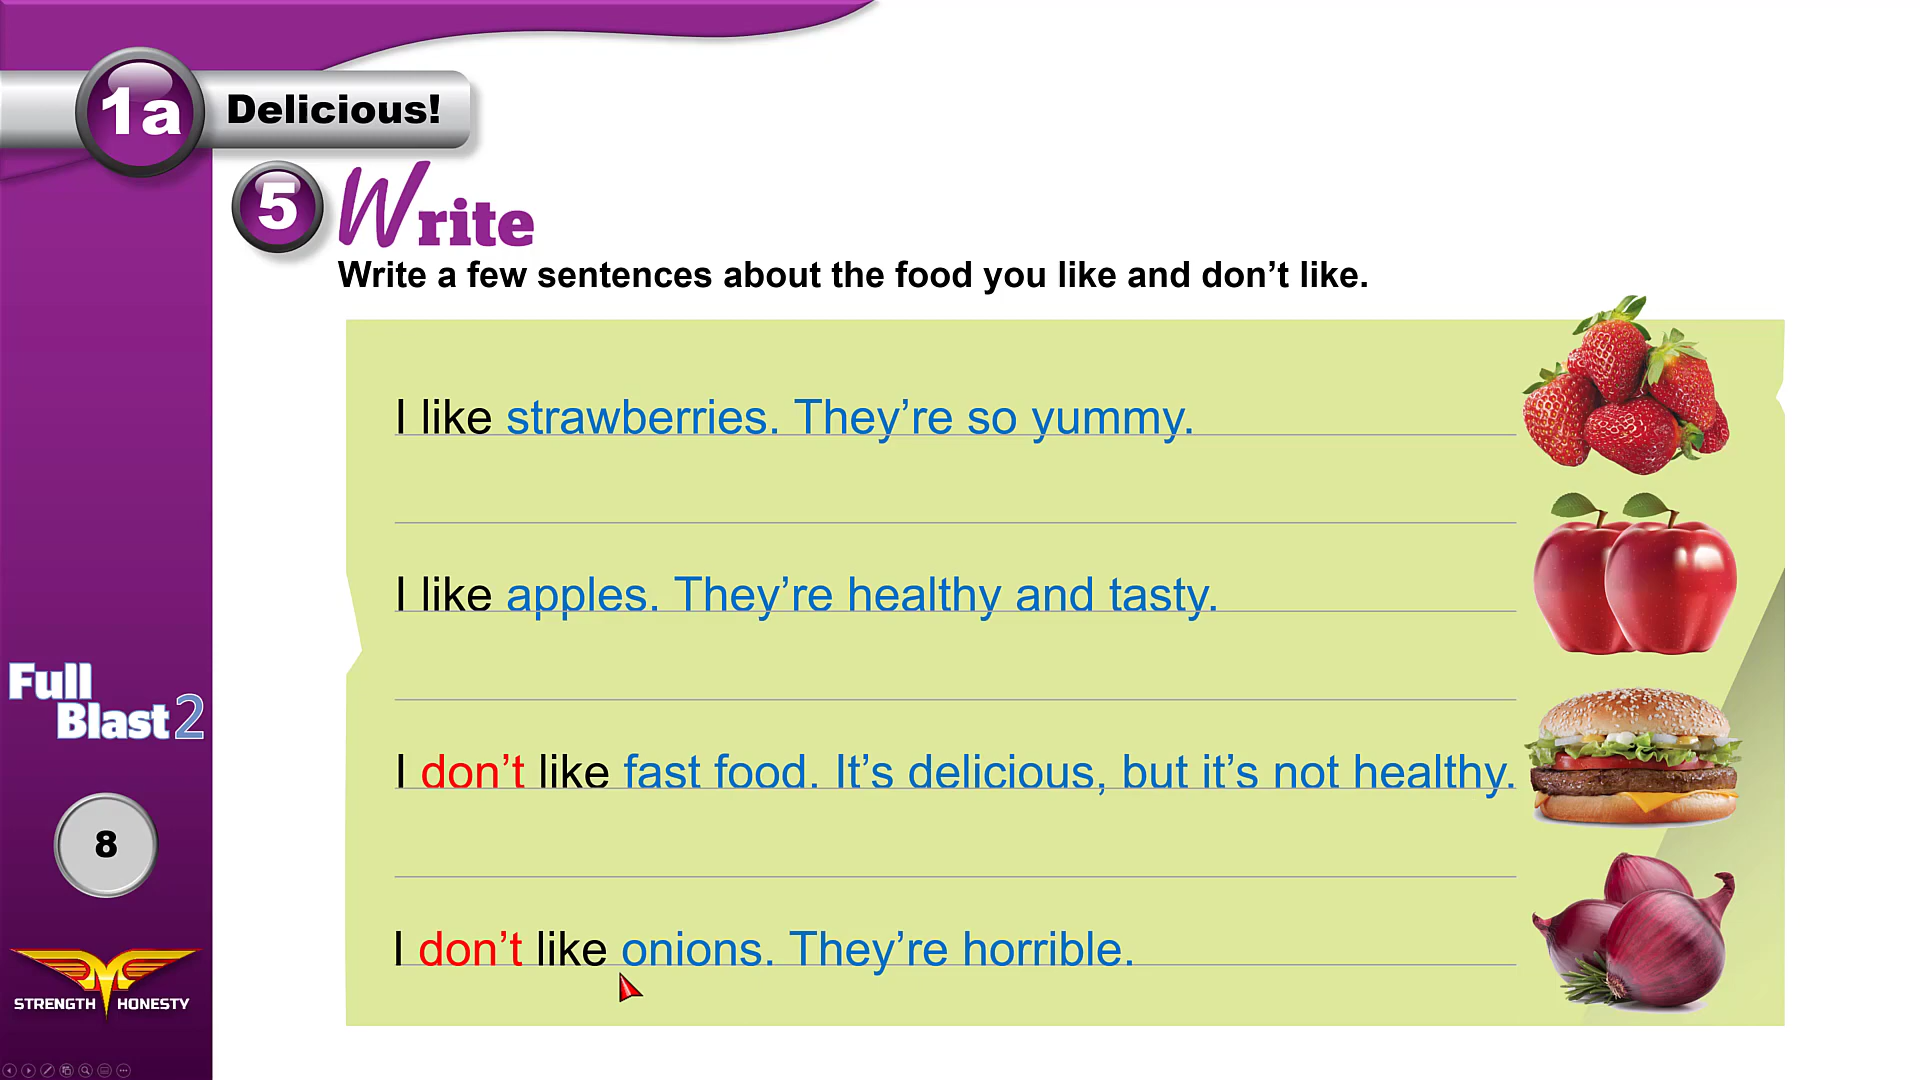 1a Delicious!
5 Write
Write a few sentences about the food you like and don’t like.
I like strawberries. They’re so yummy.
I like apples. They’re healthy and tasty.
I don’t like fast food. It’s delicious, but it’s not healthy.
I don’t like onions. They’re horrible.
Full
Blast 2
8
STRENGTH HONESTY